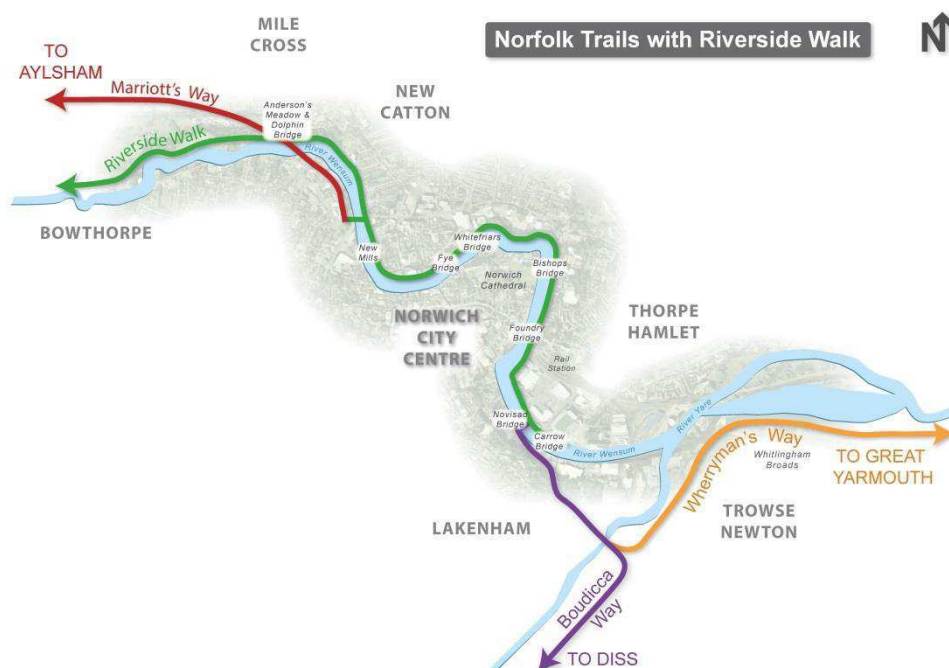 MILE
CROSS
Norfolk Trails with Riverside Walk
N
TO
AYLSHAM
Marriott's Way
NEW
CATTON
Anderson's
Meadow &
Dolphin
Bridge
Riverside Walk
River Wensum
BOWTHORPE
New
Mills
Fye
Bridge
Whitefriars
Bridge
Norwich
Cathedral
Bishops
Bridge
NORWICH
CITY
CENTRE
THORPE
HAMLET
Foundry
Bridge
Rail
Station
Novisad
Bridge
Carrow
Bridge
River Wensum
River Yare
Wherryman's Way
Whitlingham
Broads
TO GREAT
YARMOUTH
LAKENHAM
TROWSE
NEWTON
Boudicca
Way
TO DISS